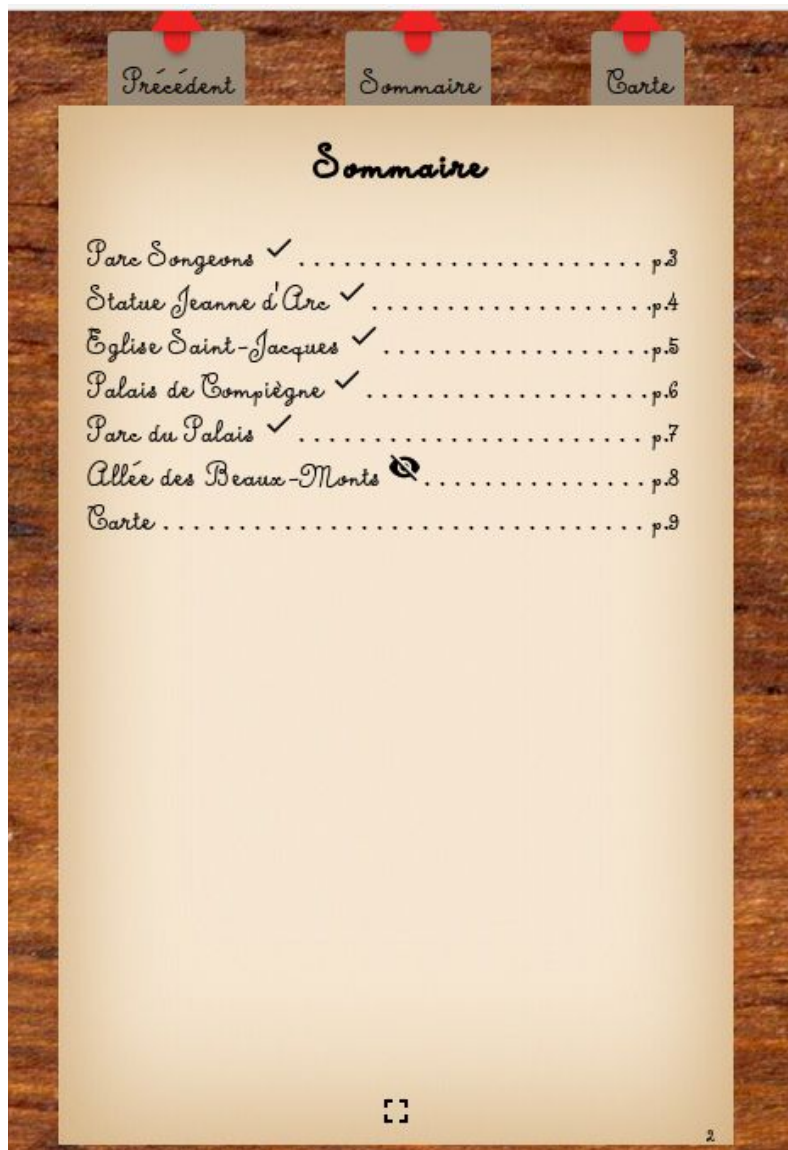 Précédent
Sommaire
Carte
Sommaire
Parc Songeons ✓ . . . . . . . . . . . . . . . . . . . . . . . . p.3
Statue Jeanne d'Arc ✓ . . . . . . . . . . . . . . . . . . . p.4
Eglise Saint-Jacques ✓ . . . . . . . . . . . . . . . . . . p.5
Palais de Compiègne ✓ . . . . . . . . . . . . . . . . . . . p.6
Parc du Palais ✓ . . . . . . . . . . . . . . . . . . . . . . . . p.7
Allée des Beaux-Monts . . . . . . . . . . . . . . . p.8
Carte . . . . . . . . . . . . . . . . . . . . . . . . . . . . . . . . p.9
2